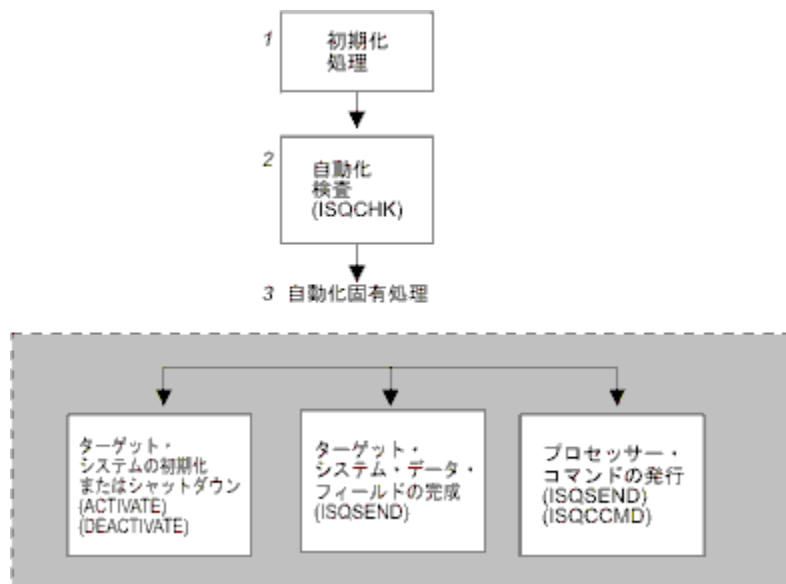 1
初期化
処理
2
自動化
検査
(ISQCHK)
3 自動化固有処理
ターゲット・
システムの初期化
またはシャットダウン
(ACTIVATE)
(DEACTIVATE)
ターゲット・
システム・データ・
フィールドの完成
(ISQSEND)
プロセッサー・
コマンドの発行
(ISQSEND)
(ISQCCMD)